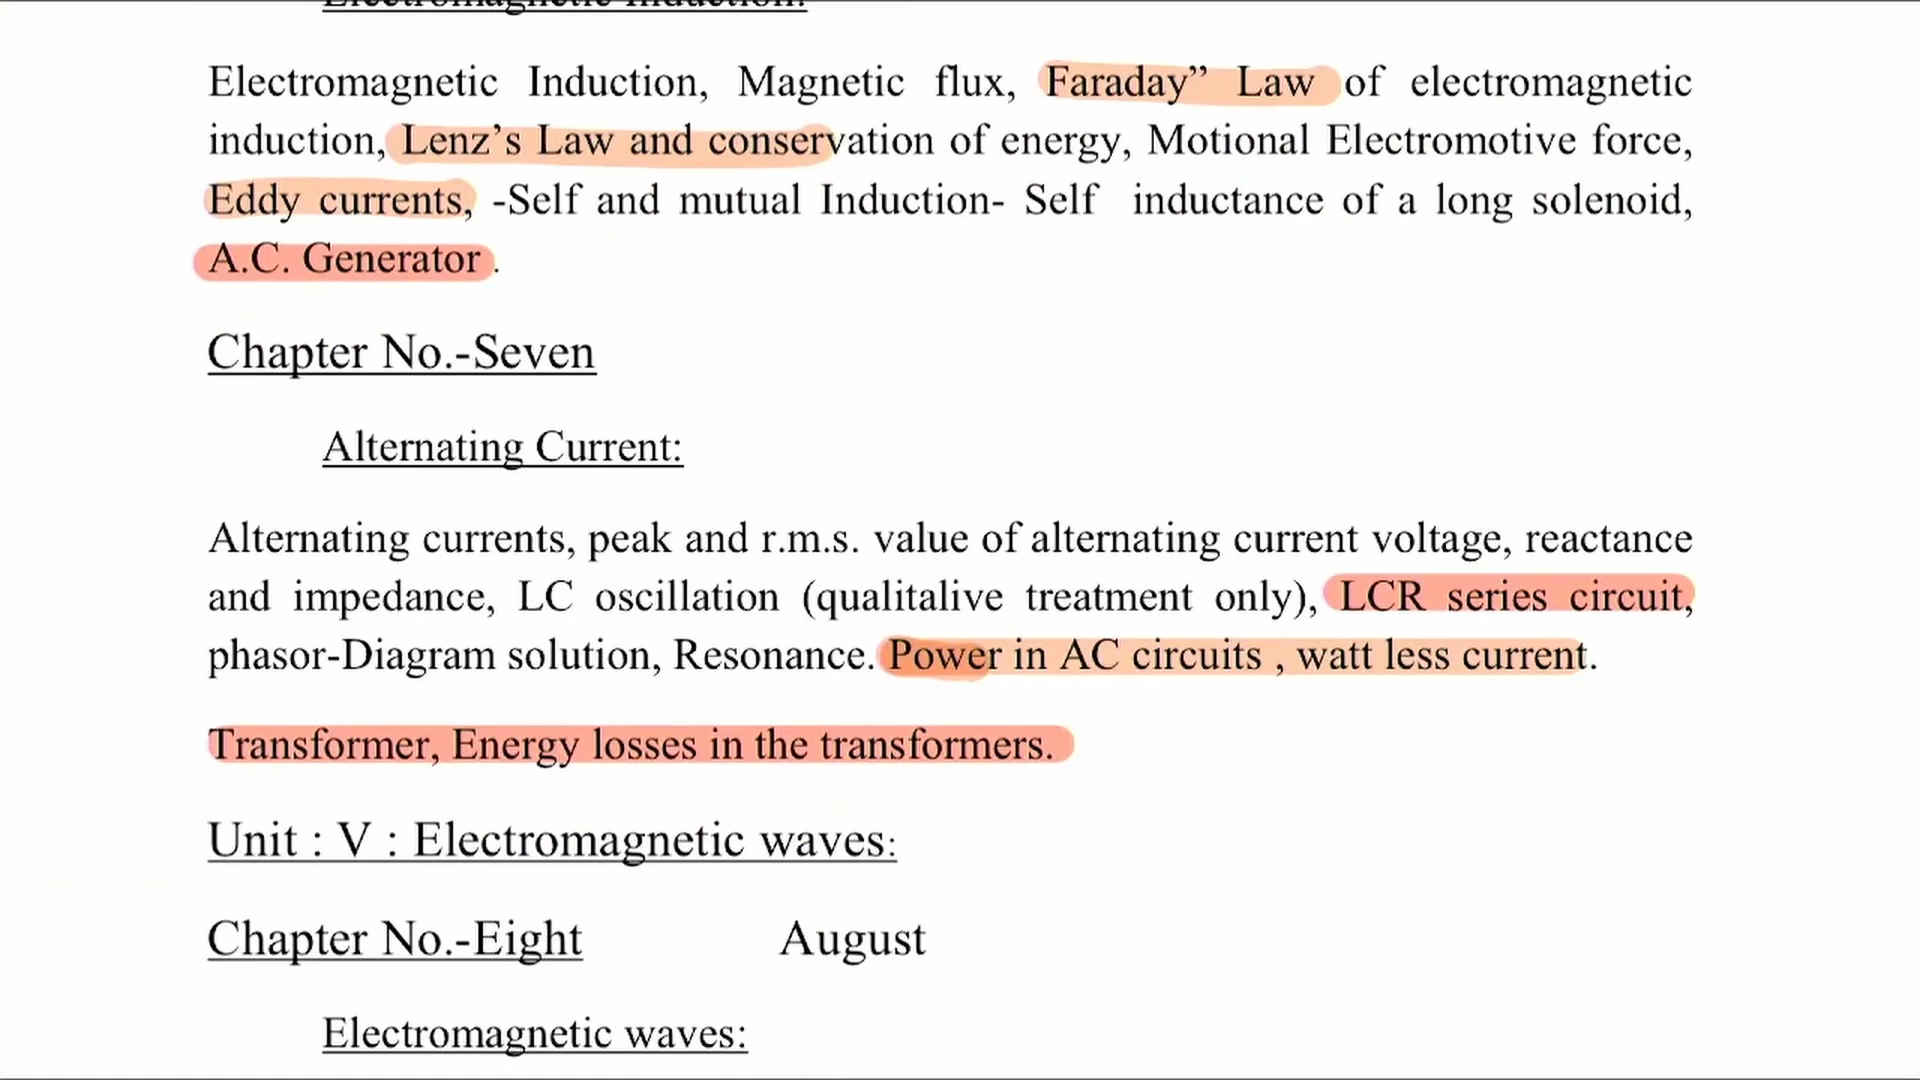 Electromagnetic Induction:
Electromagnetic Induction, Magnetic flux, Faraday” Law of electromagnetic
induction, Lenz’s Law and conservation of energy, Motional Electromotive force,
Eddy currents, -Self and mutual Induction- Self inductance of a long solenoid,
A.C. Generator .
Chapter No.-Seven
Alternating Current:
Alternating currents, peak and r.m.s. value of alternating current voltage, reactance
and impedance, LC oscillation (qualitalive treatment only), LCR series circuit,
phasor-Diagram solution, Resonance. Power in AC circuits , watt less current.
Transformer, Energy losses in the transformers.
Unit : V : Electromagnetic waves:
Chapter No.-Eight August
Electromagnetic waves: